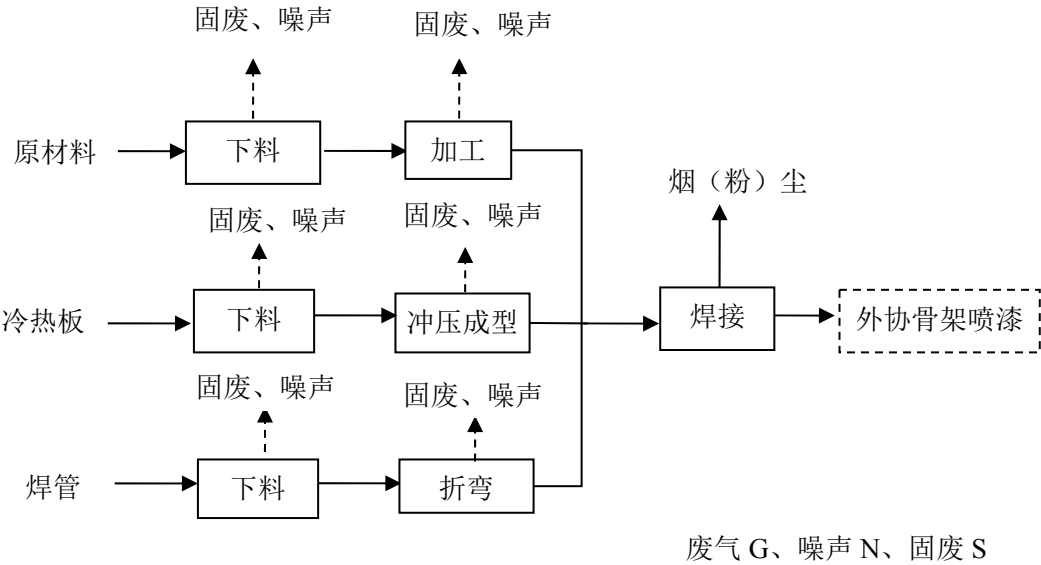 固废、噪声
固废、噪声
原材料
下料
加工
烟（粉）尘
固废、噪声
固废、噪声
冷热板
下料
冲压成型
焊接
外协骨架喷漆
固废、噪声
固废、噪声
焊管
下料
折弯
废气 G、噪声 N、固废 S